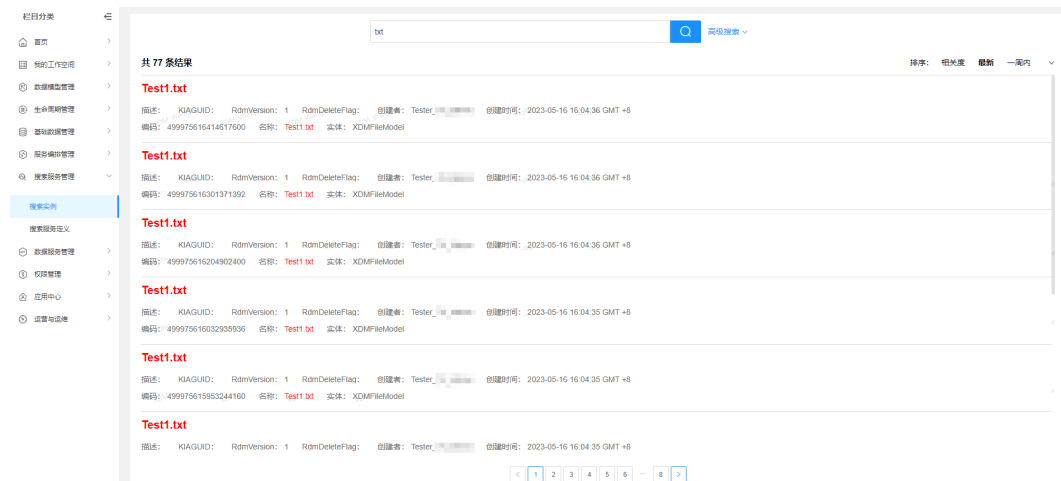 栏目分类
首页
我的工作空间
数据模型管理
生命周期管理
基础数据管理
服务编排管理
搜索服务管理
搜索实例
搜索服务定义
数据服务管理
权限管理
应用中心
运营与运维
txt
高级搜索
共 77 条结果
排序： 相关度 最新 一周内
Test1.txt
描述： KIAGUID： RdmVersion： 1 RdmDeleteFlag： 创建者： Tester_ 创建时间： 2023-05-16 16:04:36 GMT +8
编码： 499975616414617600 名称： Test1.txt 实体： XDMFileModel
Test1.txt
描述： KIAGUID： RdmVersion： 1 RdmDeleteFlag： 创建者： Tester_ 创建时间： 2023-05-16 16:04:36 GMT +8
编码： 499975616301371392 名称： Test1.txt 实体： XDMFileModel
Test1.txt
描述： KIAGUID： RdmVersion： 1 RdmDeleteFlag： 创建者： Tester_ 创建时间： 2023-05-16 16:04:36 GMT +8
编码： 499975616204902400 名称： Test1.txt 实体： XDMFileModel
Test1.txt
描述： KIAGUID： RdmVersion： 1 RdmDeleteFlag： 创建者： Tester_ 创建时间： 2023-05-16 16:04:35 GMT +8
编码： 499975616032935936 名称： Test1.txt 实体： XDMFileModel
Test1.txt
描述： KIAGUID： RdmVersion： 1 RdmDeleteFlag： 创建者： Tester_ 创建时间： 2023-05-16 16:04:35 GMT +8
编码： 499975615953244160 名称： Test1.txt 实体： XDMFileModel
Test1.txt
描述： KIAGUID： RdmVersion： 1 RdmDeleteFlag： 创建者： Tester_ 创建时间： 2023-05-16 16:04:35 GMT +8
< 1 2 3 4 5 6 ··· 8 >